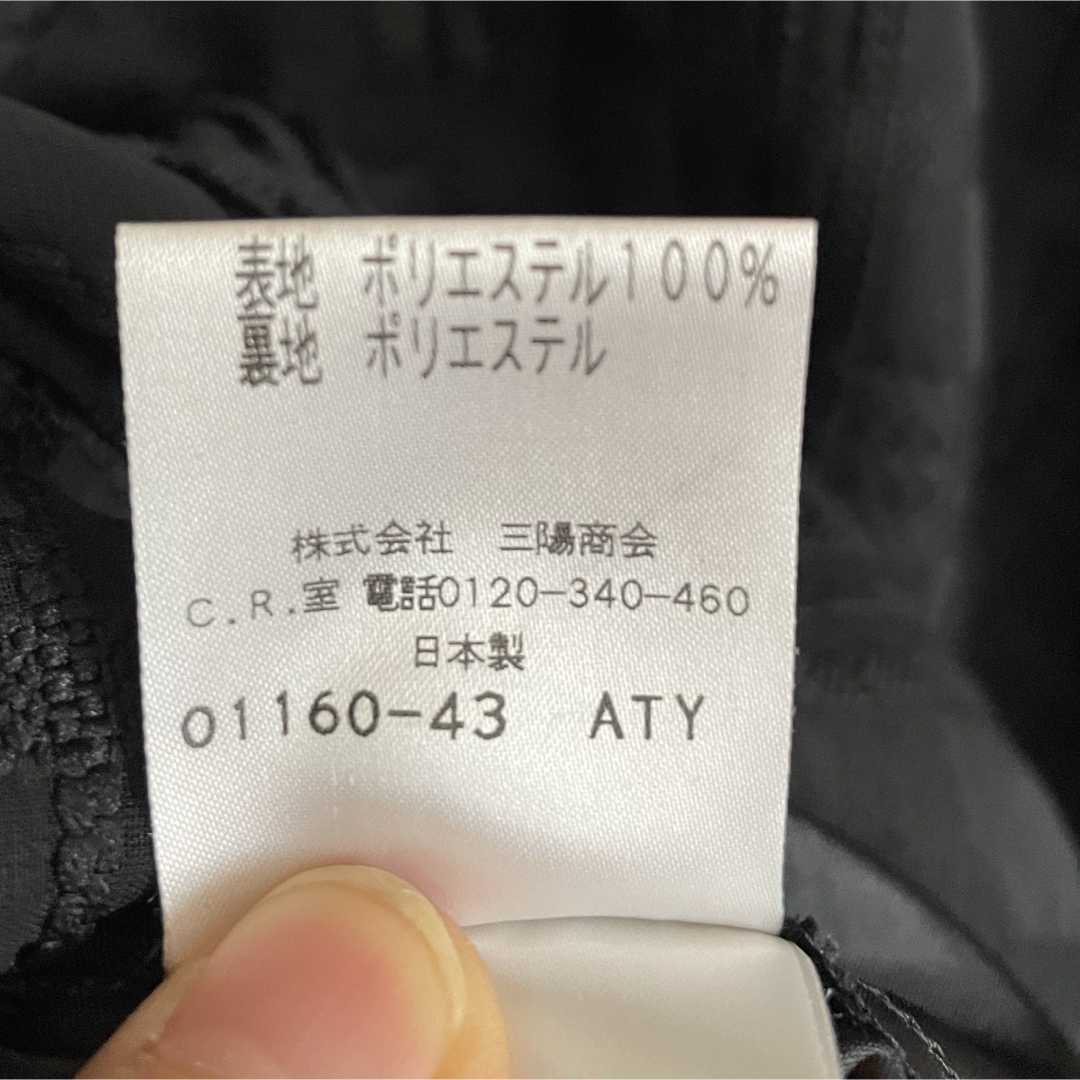 表地 ポリエステル100%
裏地 ポリエステル
株式会社 三陽商会
C.R.室 電話0120-340-460
日本製
01160-43 ATY